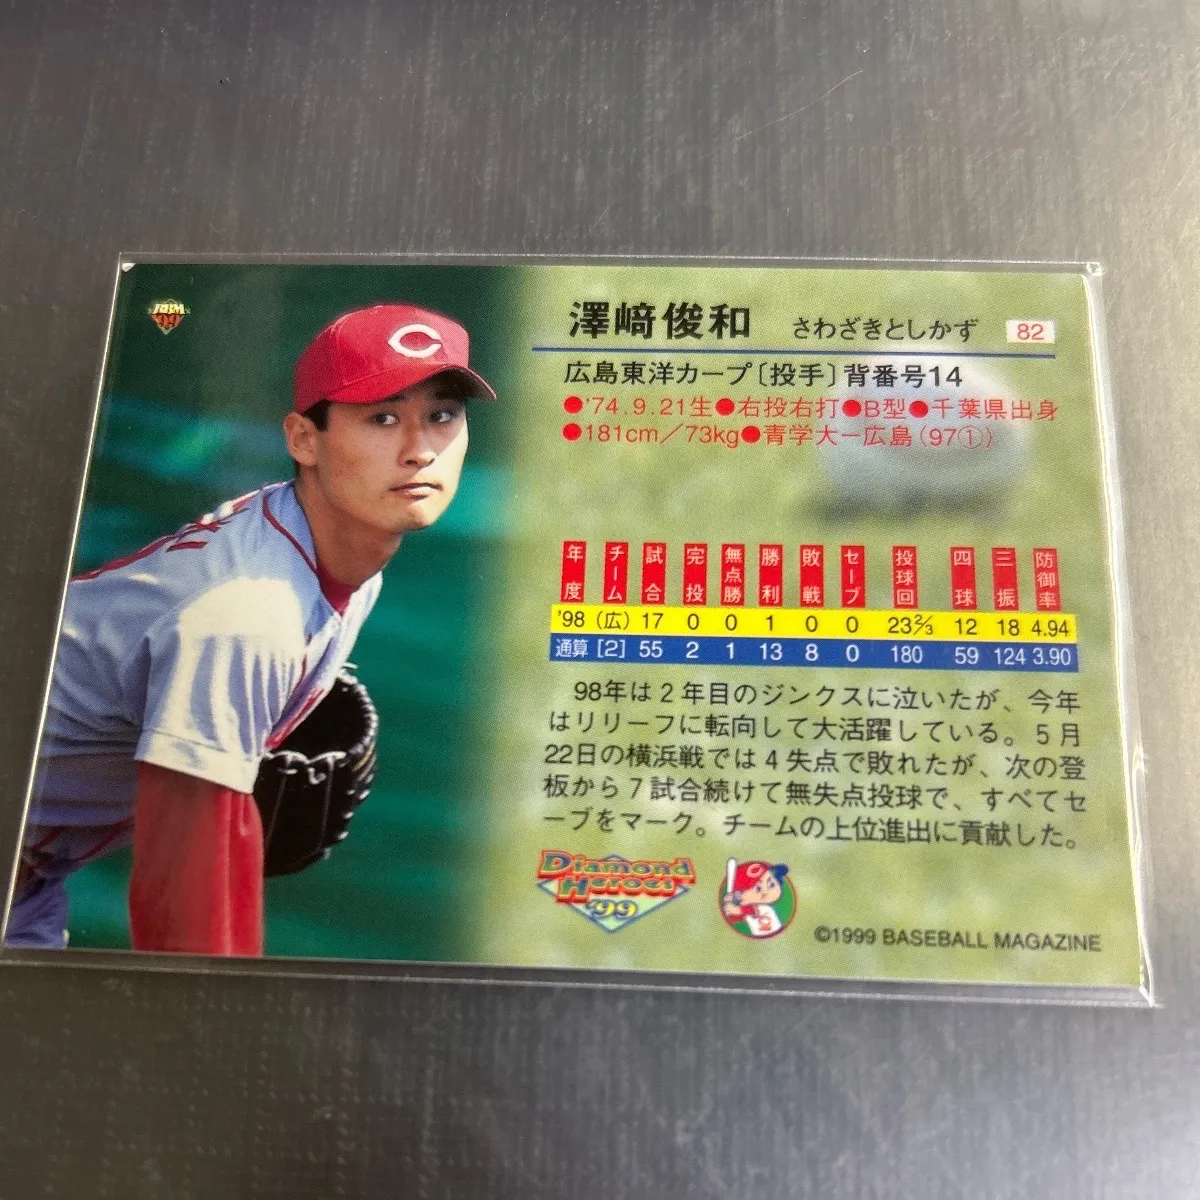 BBM
'99
澤﨑俊和 さわざきとしかず 82
広島東洋カープ〔投手〕背番号14
●'74.9.21生●右投右打●B型●千葉県出身
●181cm／73kg●青学大ー広島（97①）
年度 チーム 試合 完投 無点勝 勝利 敗戦 セーブ 投球回 四球 三振 防御率
'98 （広） 17 0 0 1 0 0 23 2/3 12 18 4.94
通算 [2] 55 2 1 13 8 0 180 59 124 3.90
98年は２年目のジンクスに泣いたが、今年
はリリーフに転向して大活躍している。５月
22日の横浜戦では４失点で敗れたが、次の登
板から７試合続けて無失点投球で、すべてセ
ーブをマーク。チームの上位進出に貢献した。
Diamond
Heroes
'99
©1999 BASEBALL MAGAZINE